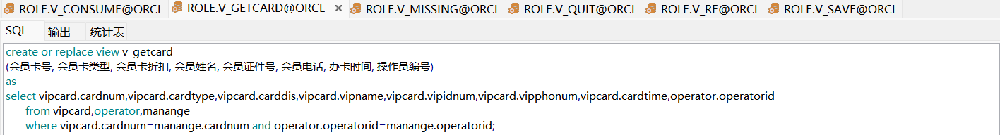 ROLE.V_CONSUME@ORCL ROLE.V_GETCARD@ORCL ROLE.V_MISSING@ORCL ROLE.V_QUIT@ORCL ROLE.V_RE@ORCL ROLE.V_SAVE@ORCL
SQL 输出 统计表
create or replace view v_getcard
(会员卡号, 会员卡类型, 会员卡折扣, 会员姓名, 会员证件号, 会员电话, 办卡时间, 操作员编号)
as
select vipcard.cardnum,vipcard.cardtype,vipcard.carddis,vipcard.vipname,vipcard.vipidnum,vipcard.vipphonum,vipcard.cardtime,operator.operatorid
from vipcard,operator,manange
where vipcard.cardnum=manange.cardnum and operator.operatorid=manange.operatorid;